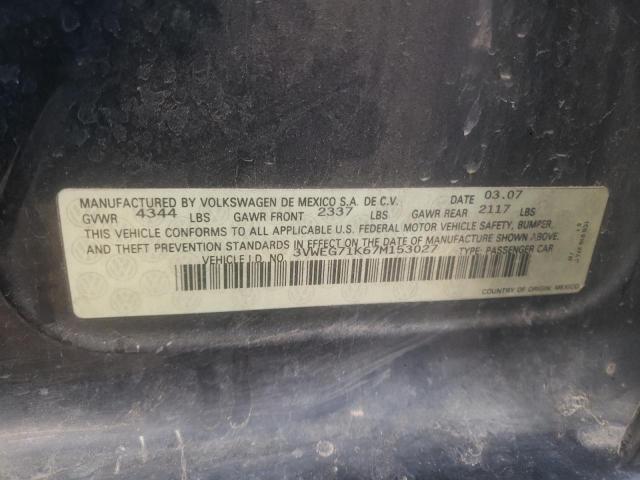 MANUFACTURED BY VOLKSWAGEN DE MEXICO S.A. DE C.V. DATE 03.07
GVWR 4344 LBS GAWR FRONT 2337 LBS GAWR REAR 2117 LBS
THIS VEHICLE CONFORMS TO ALL APPLICABLE U.S. FEDERAL MOTOR VEHICLE SAFETY, BUMPER,
AND THEFT PREVENTION STANDARDS IN EFFECT ON THE DATE OF MANUFACTURE SHOWN ABOVE.
VEHICLE I.D. NO. 3VWEG71K67M153027 TYPE: PASSENGER CAR
COUNTRY OF ORIGIN: MEXICO